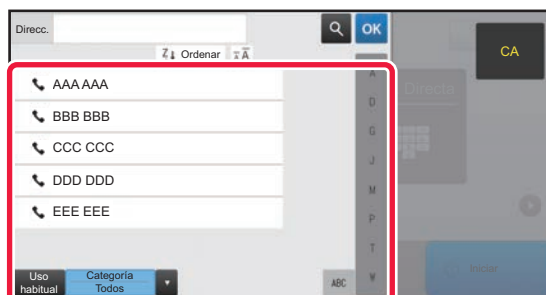 Direcc.
OK
CA
Ordenar
A
AAA AAA
Directa
D
BBB BBB
G
CCC CCC
J
DDD DDD
M
EEE EEE
P
T
Uso habitual
Categoría Todos
ABC
W
Iniciar